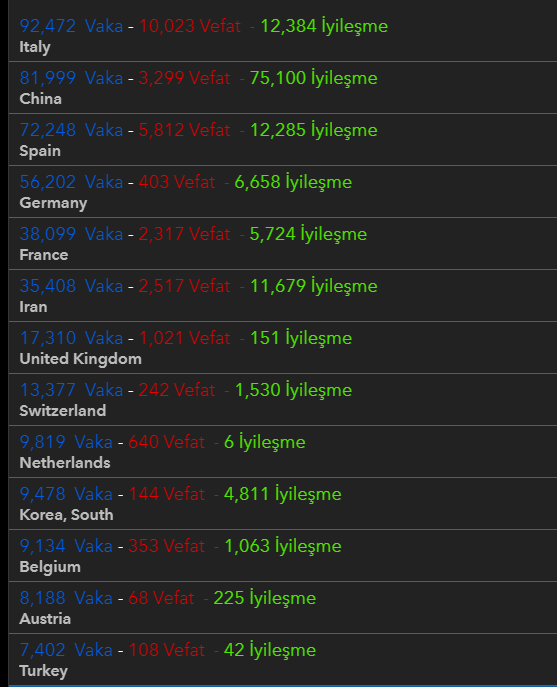 92,472 Vaka - 10,023 Vefat - 12,384 İyileşme
Italy
81,999 Vaka - 3,299 Vefat - 75,100 İyileşme
China
72,248 Vaka - 5,812 Vefat - 12,285 İyileşme
Spain
56,202 Vaka - 403 Vefat - 6,658 İyileşme
Germany
38,099 Vaka - 2,317 Vefat - 5,724 İyileşme
France
35,408 Vaka - 2,517 Vefat - 11,679 İyileşme
Iran
17,310 Vaka - 1,021 Vefat - 151 İyileşme
United Kingdom
13,377 Vaka - 242 Vefat - 1,530 İyileşme
Switzerland
9,819 Vaka - 640 Vefat - 6 İyileşme
Netherlands
9,478 Vaka - 144 Vefat - 4,811 İyileşme
Korea, South
9,134 Vaka - 353 Vefat - 1,063 İyileşme
Belgium
8,188 Vaka - 68 Vefat - 225 İyileşme
Austria
7,402 Vaka - 108 Vefat - 42 İyileşme
Turkey